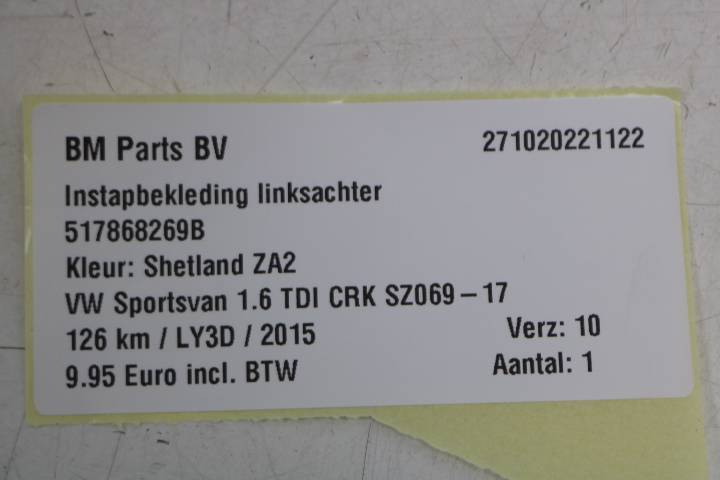 BM Parts BV 271020221122
Instapbekleding linksachter
517868269B
Kleur: Shetland ZA2
VW Sportsvan 1.6 TDI CRK SZ069-17
126 km / LY3D / 2015 Verz: 10
9.95 Euro incl. BTW Aantal: 1